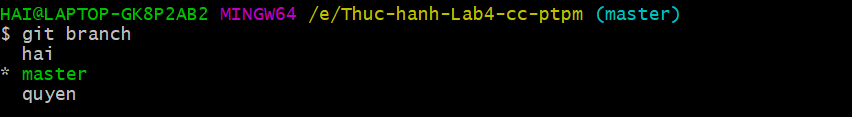 HAI@LAPTOP-GK8P2AB2 MINGW64 /e/Thuc-hanh-Lab4-cc-ptpm (master)
$ git branch
  hai
* master
  quyen